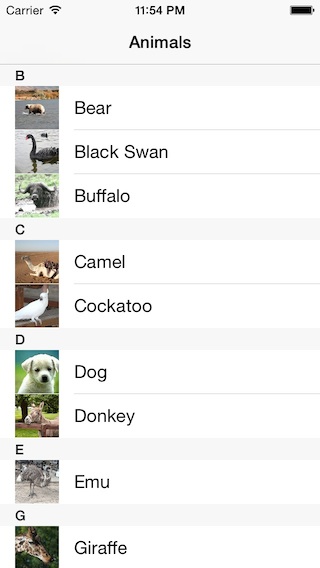 Carrier 11:54 PM
Animals
B
Bear
Black Swan
Buffalo
C
Camel
Cockatoo
D
Dog
Donkey
E
Emu
G
Giraffe